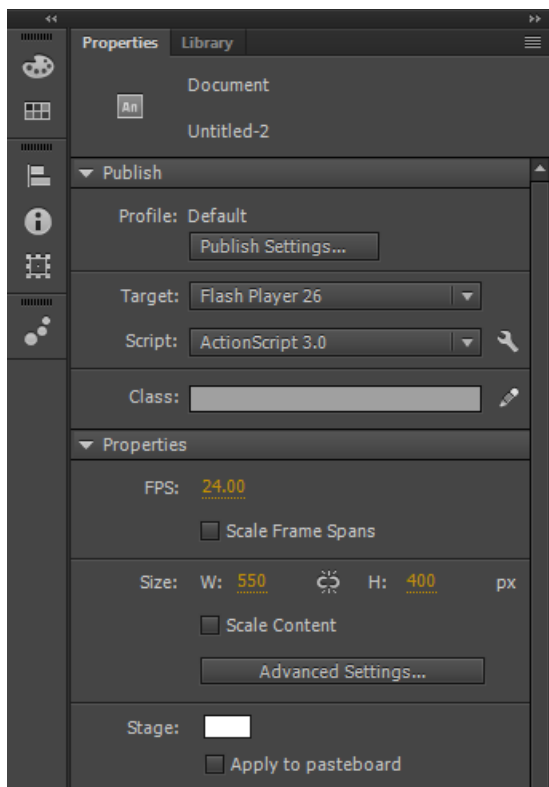 Properties Library
Document
An
Untitled-2
Publish
Profile: Default
Publish Settings...
Target: Flash Player 26
Script: ActionScript 3.0
Class:
Properties
FPS: 24.00
Scale Frame Spans
Size: W: 550 H: 400 px
Scale Content
Advanced Settings...
Stage:
Apply to pasteboard